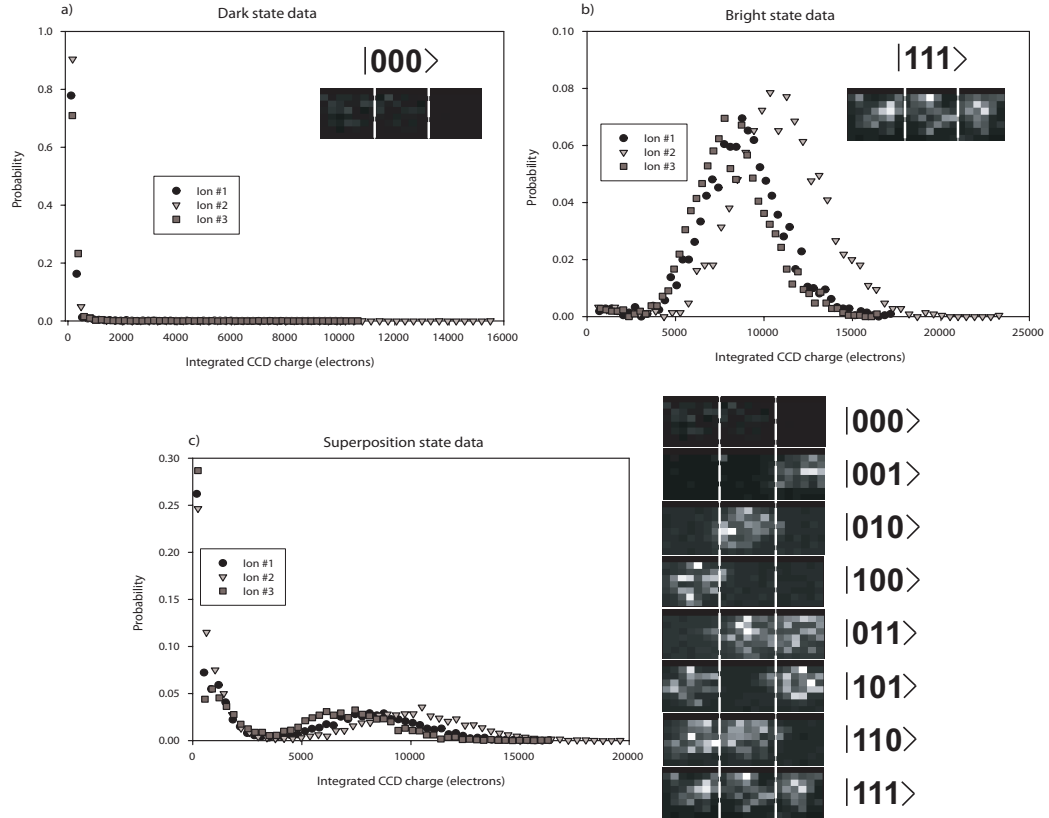 a)
Dark state data
1.0
0.8
0.6
0.4
0.2
0.0
Probability
|000>
Ion #1
Ion #2
Ion #3
0
2000
4000
6000
8000
10000
12000
14000
16000
Integrated CCD charge (electrons)
b)
Bright state data
0.10
0.08
0.06
0.04
0.02
0.00
Probability
|111>
Ion #1
Ion #2
Ion #3
0
5000
10000
15000
20000
25000
Integrated CCD charge (electrons)
c)
Superposition state data
0.30
0.25
0.20
0.15
0.10
0.05
0.00
Probability
Ion #1
Ion #2
Ion #3
0
5000
10000
15000
20000
Integrated CCD charge (electrons)
|000>
|001>
|010>
|100>
|011>
|101>
|110>
|111>